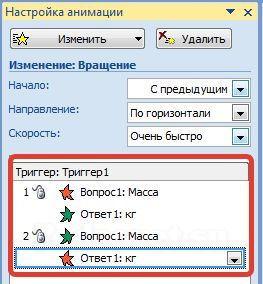 Настройка анимации
Изменить
Удалить
Изменение: Вращение
Начало: С предыдущим
Направление: По горизонтали
Скорость: Очень быстро
Триггер: Триггер1
1 Вопрос1: Масса
Ответ1: кг
2 Вопрос1: Масса
Ответ1: кг